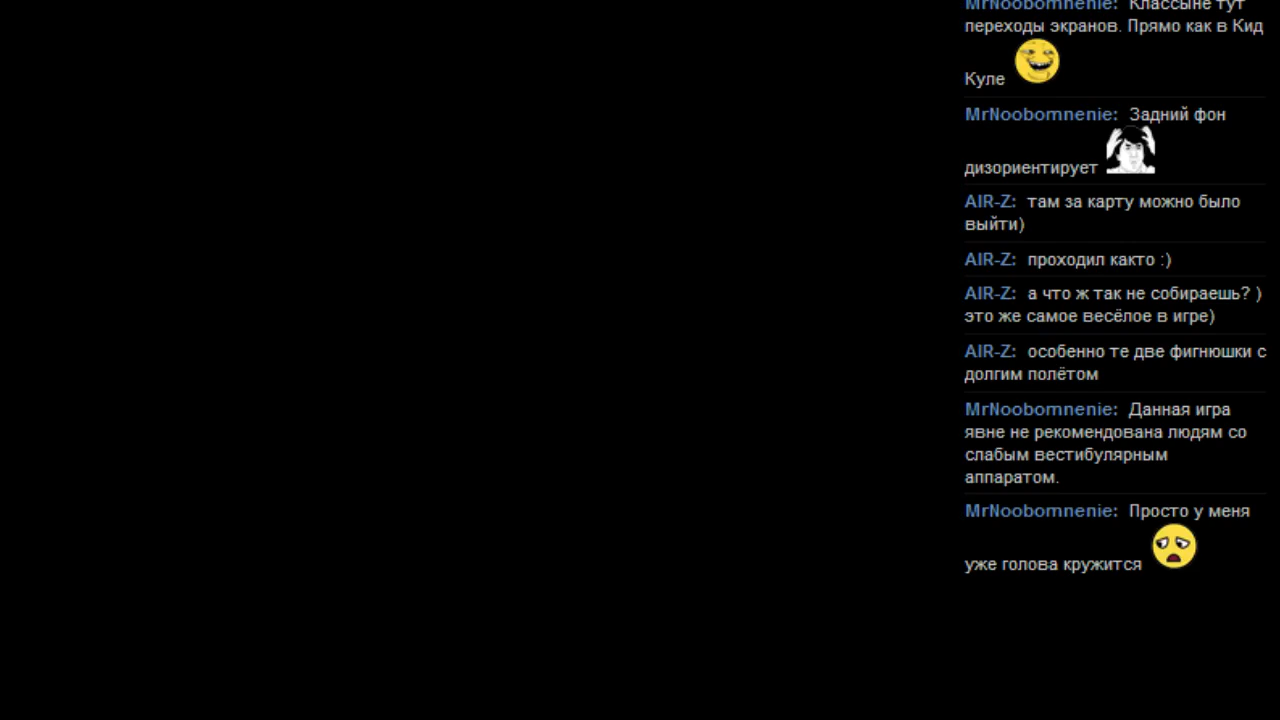 MrNoobomnenie: Классыне тут
переходы экранов. Прямо как в Кид
Куле
MrNoobomnenie: Задний фон
дизориентирует
AIR-Z: там за карту можно было
выйти)
AIR-Z: проходил както :)
AIR-Z: а что ж так не собираешь? )
это же самое весёлое в игре)
AIR-Z: особенно те две фигнюшки с
долгим полётом
MrNoobomnenie: Данная игра
явне не рекомендована людям со
слабым вестибулярным
аппаратом.
MrNoobomnenie: Просто у меня
уже голова кружится